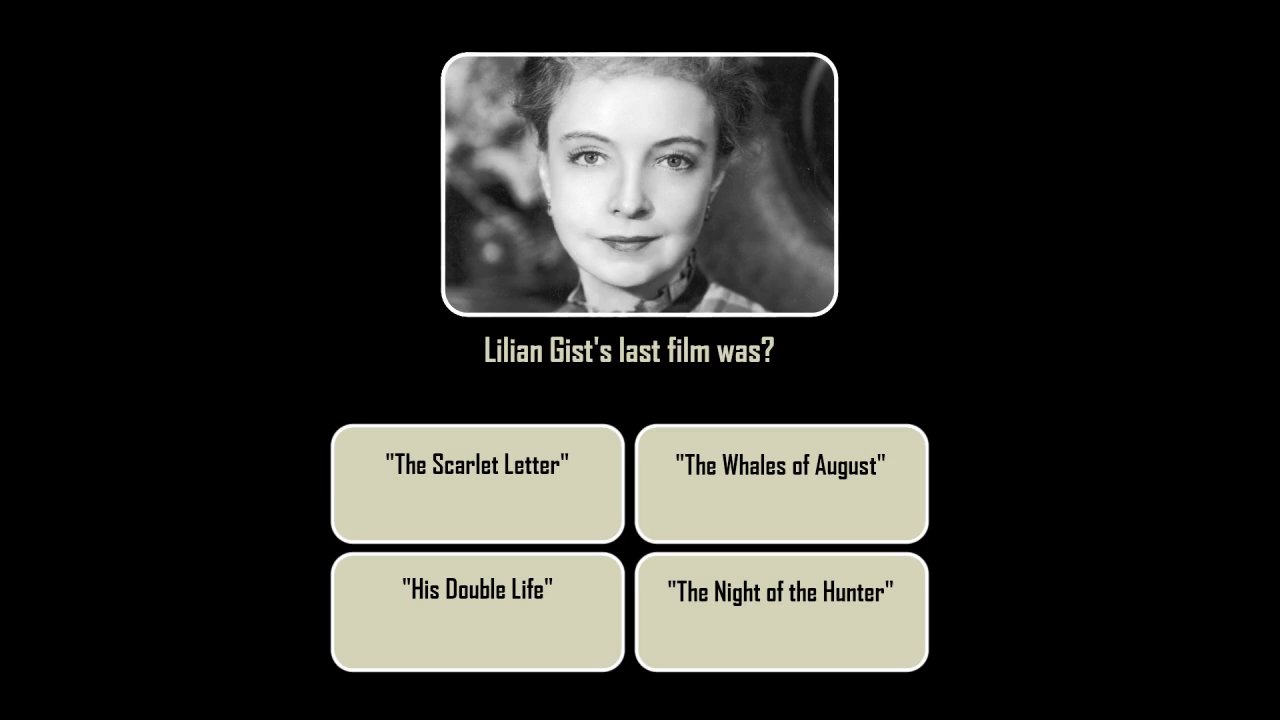 Lilian Gist's last film was?
"The Scarlet Letter"
"The Whales of August"
"His Double Life"
"The Night of the Hunter"